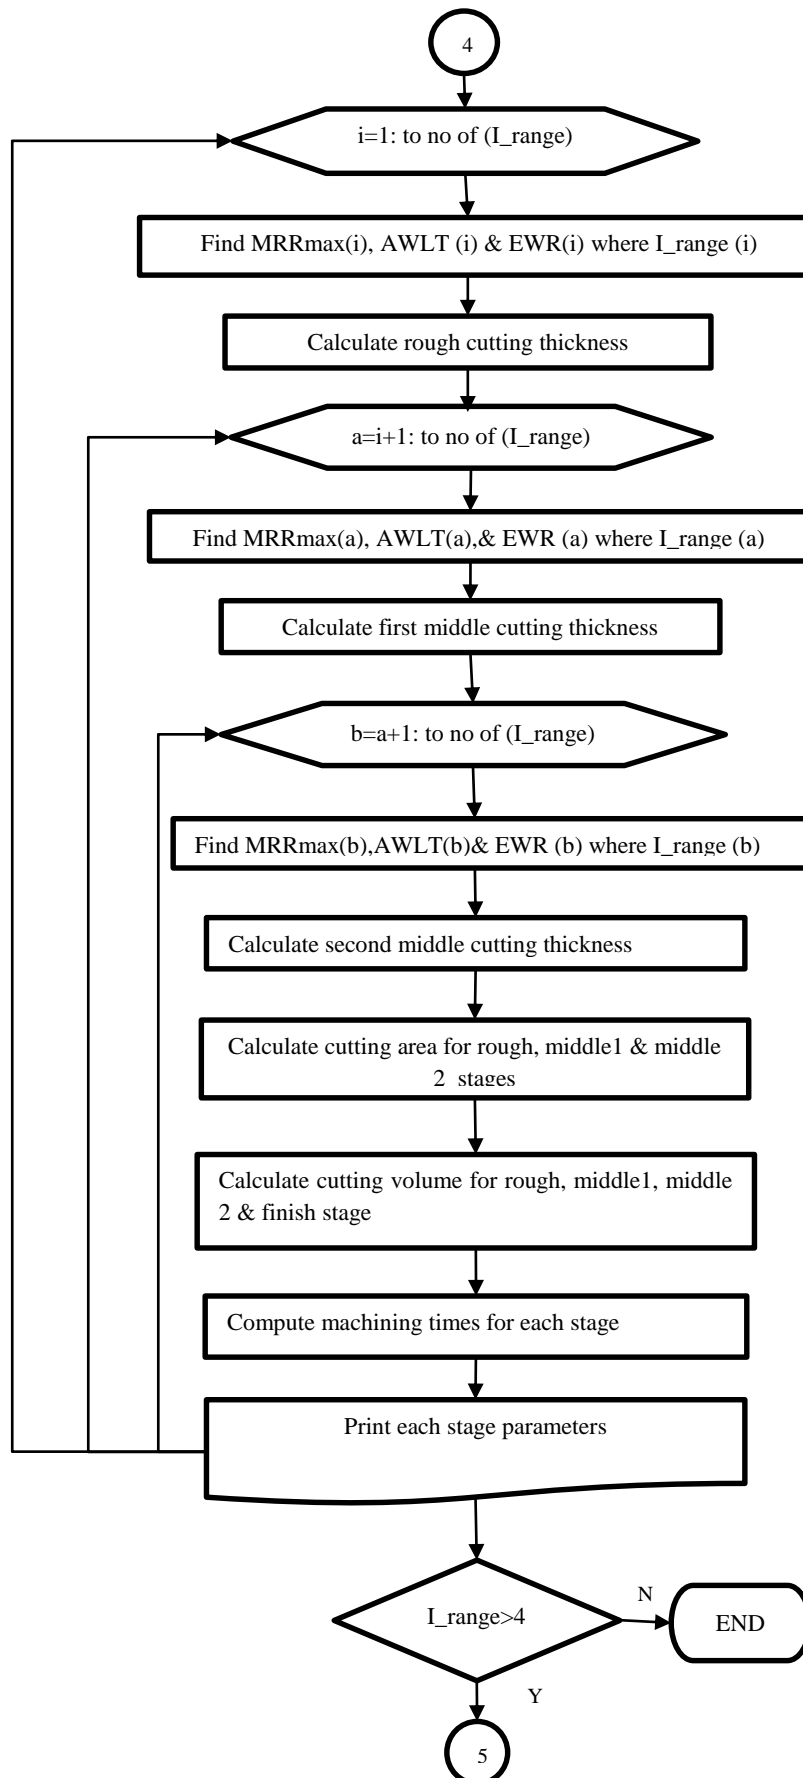 4
i=1: to no of (I_range)
Find MRRmax(i), AWLT (i) & EWR(i) where I_range (i)
Calculate rough cutting thickness
a=i+1: to no of (I_range)
Find MRRmax(a), AWLT(a),& EWR (a) where I_range (a)
Calculate first middle cutting thickness
b=a+1: to no of (I_range)
Find MRRmax(b),AWLT(b)& EWR (b) where I_range (b)
Calculate second middle cutting thickness
Calculate cutting area for rough, middle1 & middle
2 stages
Calculate cutting volume for rough, middle1, middle
2 & finish stage
Compute machining times for each stage
Print each stage parameters
I_range>4
N
END
Y
5